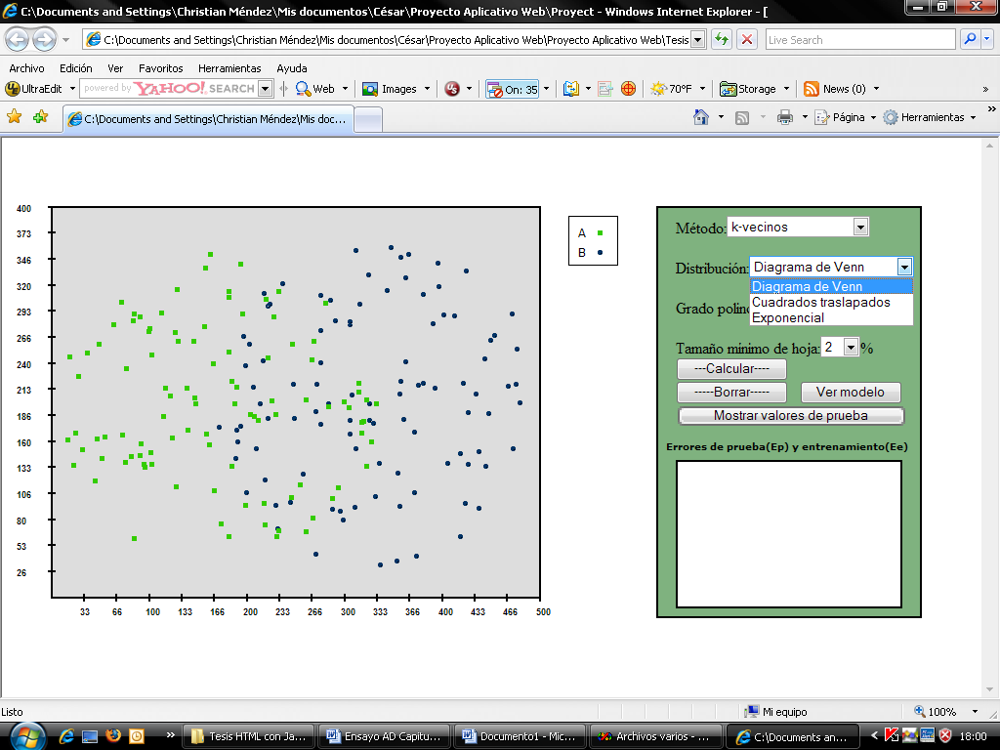 C:\Documents and Settings\Christian Méndez\Mis documentos\César\Proyecto Aplicativo Web\Proyect - Windows Internet Explorer - [
C:\Documents and Settings\Christian Méndez\Mis documentos\César\Proyecto Aplicativo Web\Proyecto Aplicativo Web\Tesis
Live Search
Archivo Edición Ver Favoritos Herramientas Ayuda
UltraEdit powered by YAHOO! SEARCH Web Images On: 35 70°F Storage News (0) »
C:\Documents and Settings\Christian Méndez\Mis doc... Página Herramientas »
400
373
346
320
293
266
240
213
186
160
133
106
80
53
26
33 66 100 133 166 200 233 266 300 333 366 400 433 466 500
A
B
Método: k-vecinos
Distribución: Diagrama de Venn
Diagrama de Venn
Cuadrados traslapados
Exponencial
Grado polino
Tamaño minimo de hoja: 2 %
---Calcular----
-----Borrar----- Ver modelo
Mostrar valores de prueba
Errores de prueba(Ep) y entrenamiento(Ee)
Listo Mi equipo 100%
» Tesis HTML con Ja... Ensayo AD Capitu... Documento1 - Mic... Archivos varios - ... C:\Documents an... 18:00